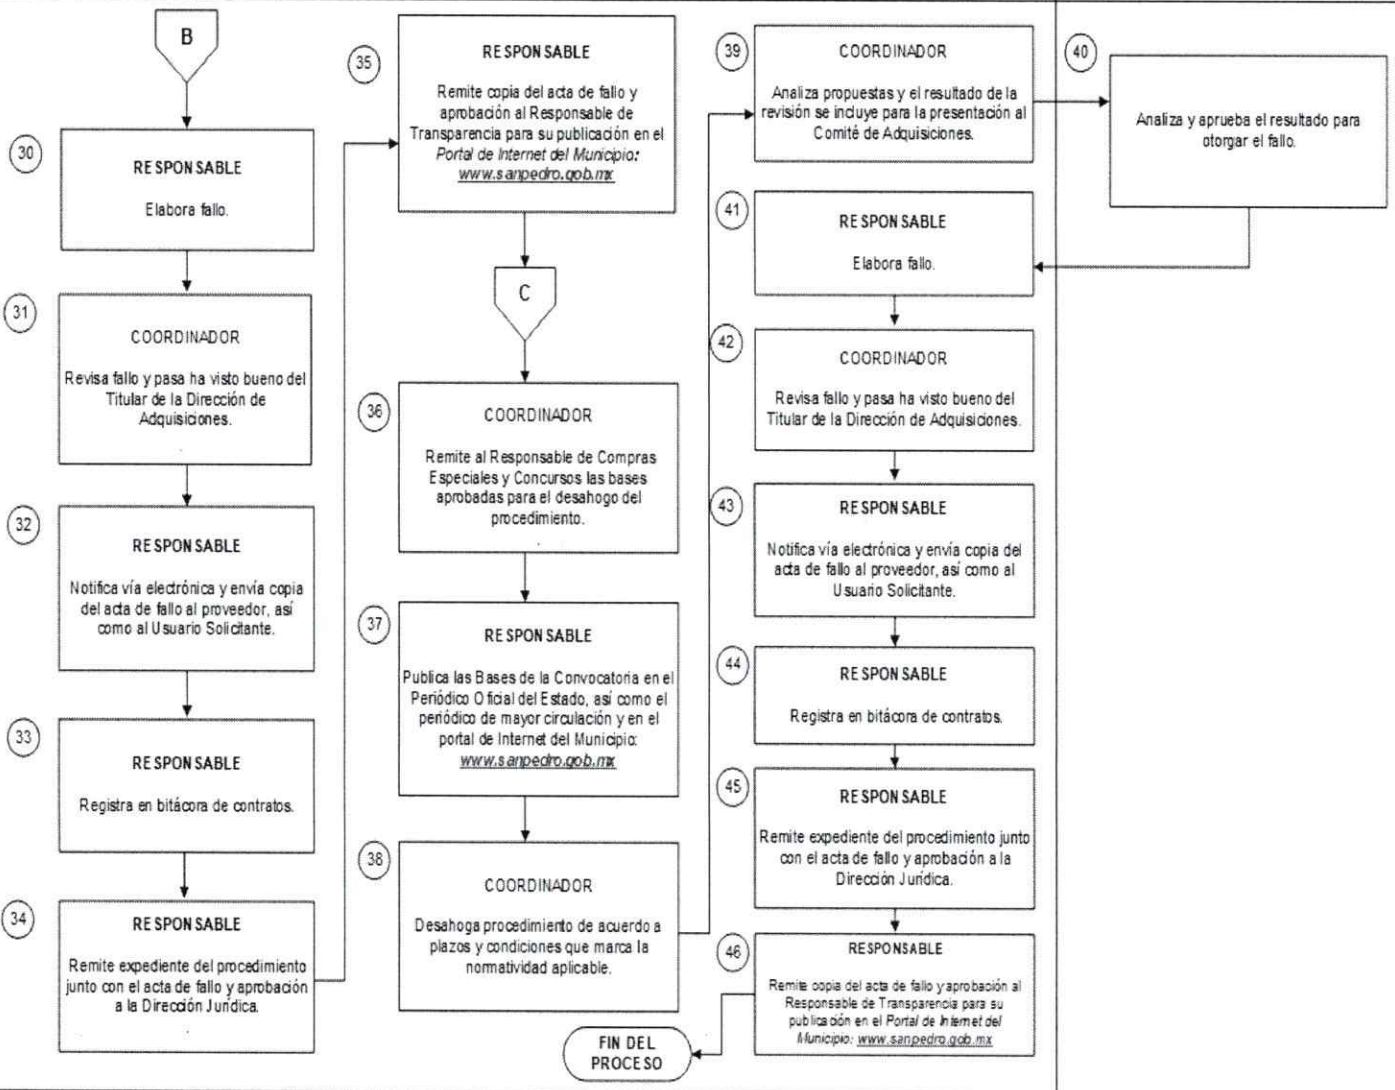 B
30
RESPONSABLE
Elabora fallo.
31
COORDINADOR
Revisa fallo y pasa ha visto bueno del
Titular de la Dirección de
Adquisiciones.
32
RESPONSABLE
Notifica vía electrónica y envía copia
del acta de fallo al proveedor, así
como al Usuario Solicitante.
33
RESPONSABLE
Registra en bitácora de contratos.
34
RESPONSABLE
Remite expediente del procedimiento
junto con el acta de fallo y aprobación
a la Dirección Jurídica.
35
RESPONSABLE
Remite copia del acta de fallo y
aprobación al Responsable de
Transparencia para su publicación en el
Portal de Internet del Municipio:
www.sanpedro.gob.mx
C
36
COORDINADOR
Remite al Responsable de Compras
Especiales y Concursos las bases
aprobadas para el desahogo del
procedimiento.
37
RESPONSABLE
Publica las Bases de la Convocatoria en el
Periódico Oficial del Estado, así como el
periódico de mayor circulación y en el
portal de Internet del Municipio:
www.sanpedro.gob.mx
38
COORDINADOR
Desahoga procedimiento de acuerdo a
plazos y condiciones que marca la
normatividad aplicable.
39
COORDINADOR
Analiza propuestas y el resultado de la
revisión se incluye para la presentación al
Comité de Adquisiciones.
40
Analiza y aprueba el resultado para
otorgar el fallo.
41
RESPONSABLE
Elabora fallo.
42
COORDINADOR
Revisa fallo y pasa ha visto bueno del
Titular de la Dirección de Adquisiciones.
43
RESPONSABLE
Notifica vía electrónica y envía copia del
acta de fallo al proveedor, así como al
Usuario Solicitante.
44
RESPONSABLE
Registra en bitácora de contratos.
45
RESPONSABLE
Remite expediente del procedimiento junto
con el acta de fallo y aprobación a la
Dirección Jurídica.
46
RESPONSABLE
Remite copia del acta de fallo y aprobación al
Responsable de Transparencia para su
publicación en el Portal de Internet del
Municipio: www.sanpedro.gob.mx
FIN DEL
PROCESO